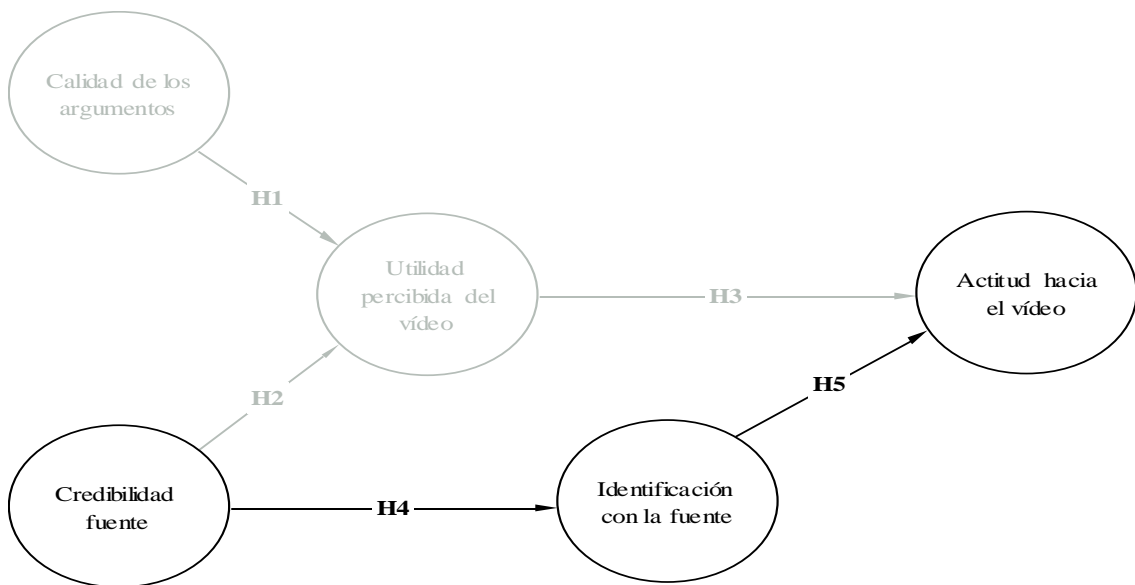 Calidad de los
argumentos
H1
Utilidad
percibida del
vídeo
H3
Actitud hacia
el vídeo
H2
H5
Credibilidad
fuente
H4
Identificación
con la fuente